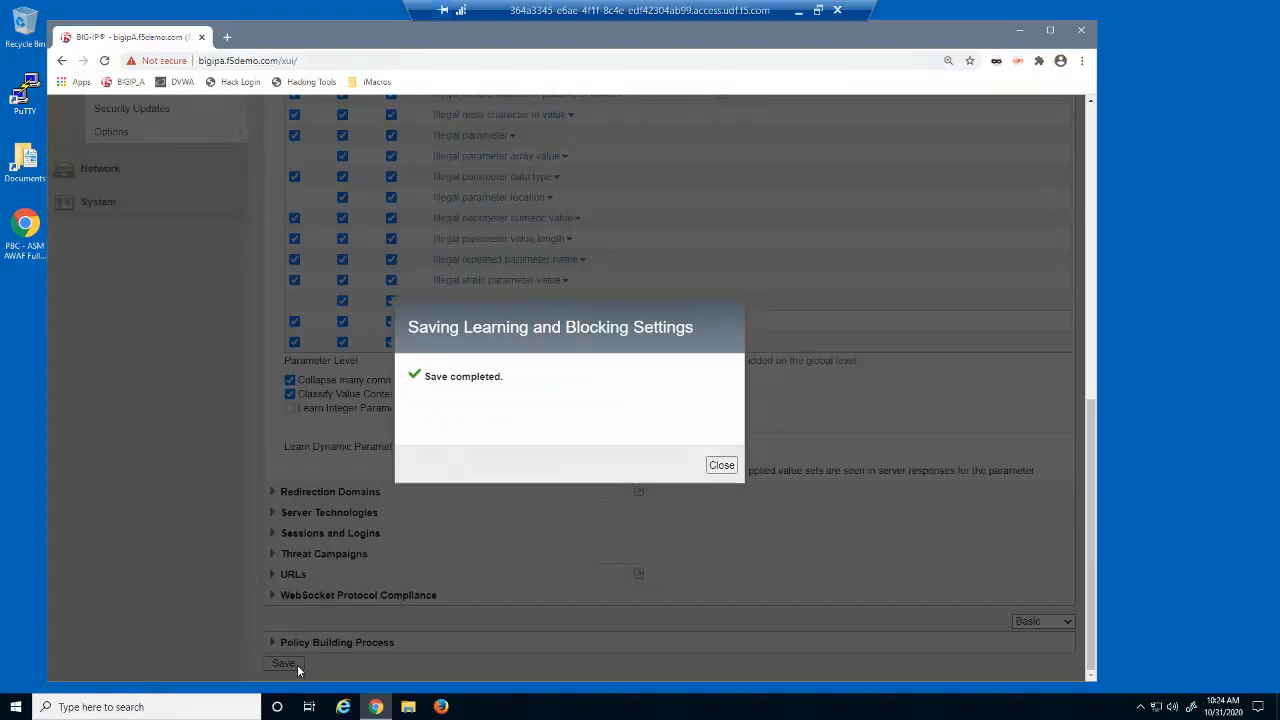 364a3345-e6ae-4f1f-8c4e-edf42304ab99.access.udf.f5.com
Recycle Bin
BIG-IP® - bigipA.f5demo.com (
Not secure
bigipa.f5demo.com/xui/
Apps
BIGIP_A
DVWA
Hack Login
Hacking Tools
iMacros
PuTTY
Documents
PBC - ASM
AWAF Full...
Security Updates
Options
Network
System
Illegal meta character in value
Illegal parameter
Illegal parameter array value
Illegal parameter data type
Illegal parameter location
Illegal parameter numeric value
Illegal parameter value length
Illegal repeated parameter name
Illegal static parameter value
Saving Learning and Blocking Settings
Save completed.
Close
Parameter Level
added on the global level.
Collapse many comm
Classify Value Conte
Learn Integer Parame
Learn Dynamic Paramet
pplied value sets are seen in server responses for the parameter
Redirection Domains
Server Technologies
Sessions and Logins
Threat Campaigns
URLs
WebSocket Protocol Compliance
Basic
Policy Building Process
Save
Type here to search
10:24 AM
10/31/2020